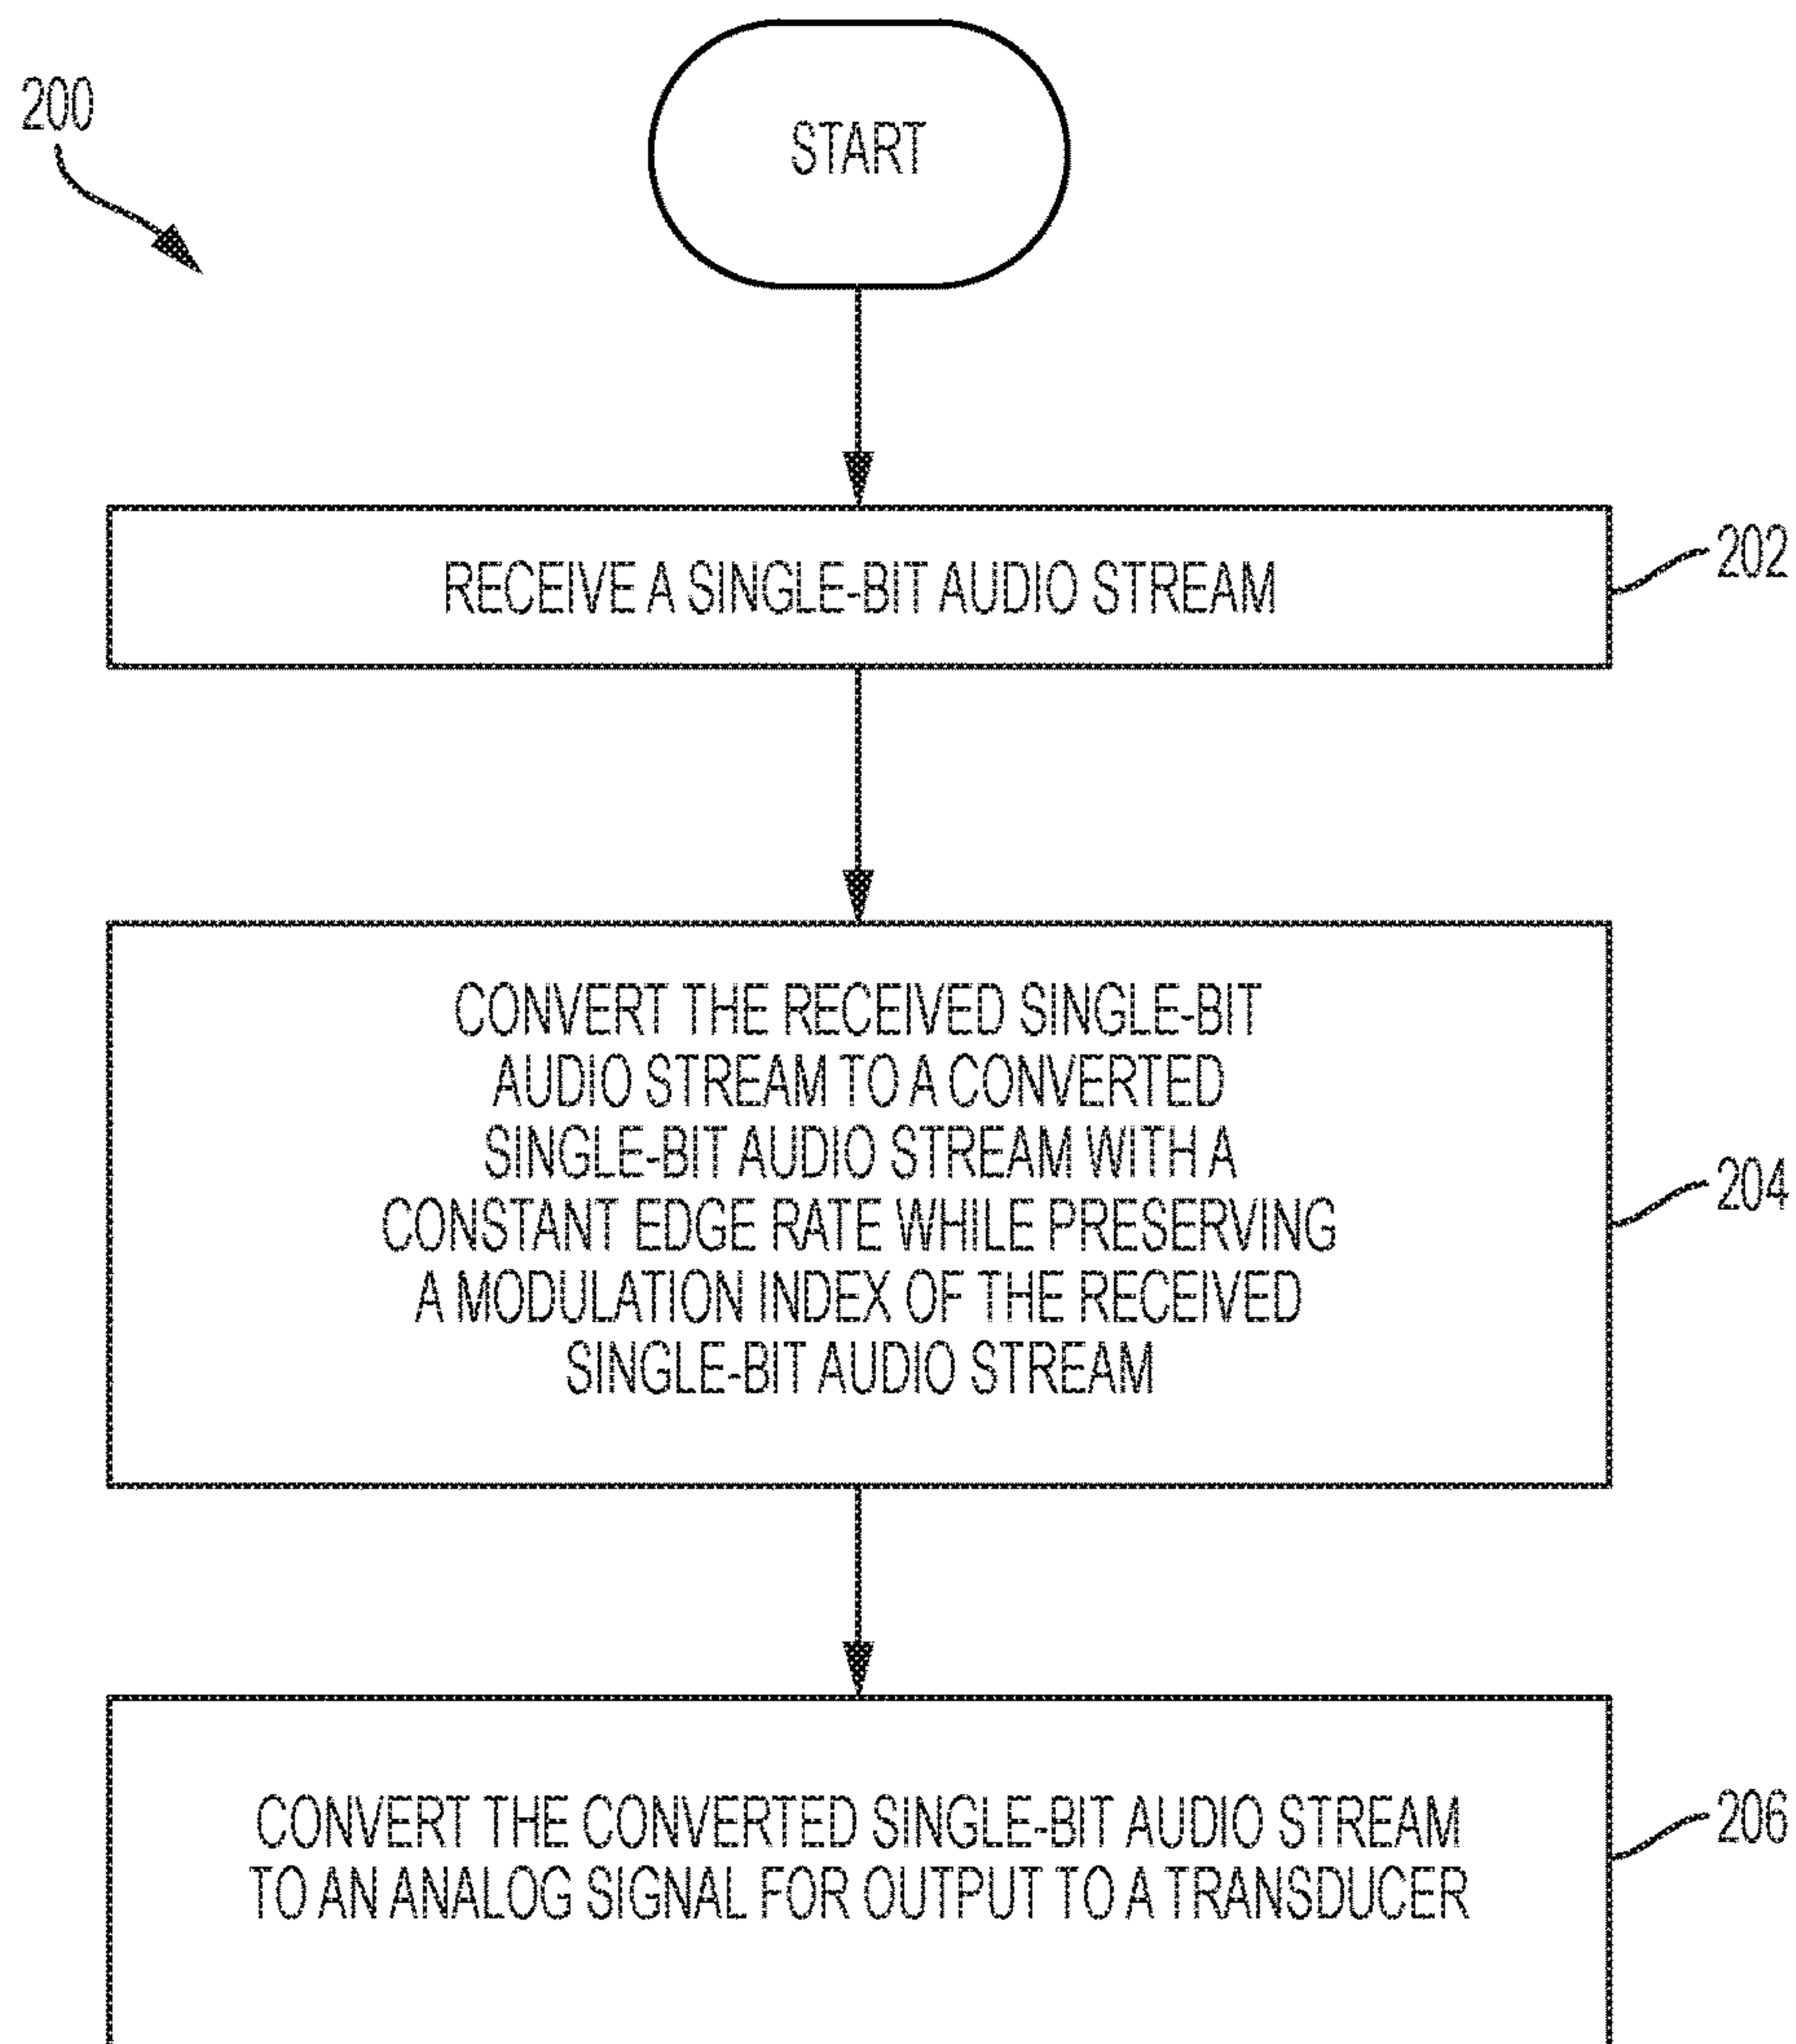 200
START
RECEIVE A SINGLE-BIT AUDIO STREAM
202
CONVERT THE RECEIVED SINGLE-BIT
AUDIO STREAM TO A CONVERTED
SINGLE-BIT AUDIO STREAM WITH A
CONSTANT EDGE RATE WHILE PRESERVING
A MODULATION INDEX OF THE RECEIVED
SINGLE-BIT AUDIO STREAM
204
CONVERT THE CONVERTED SINGLE-BIT AUDIO STREAM
TO AN ANALOG SIGNAL FOR OUTPUT TO A TRANSDUCER
206